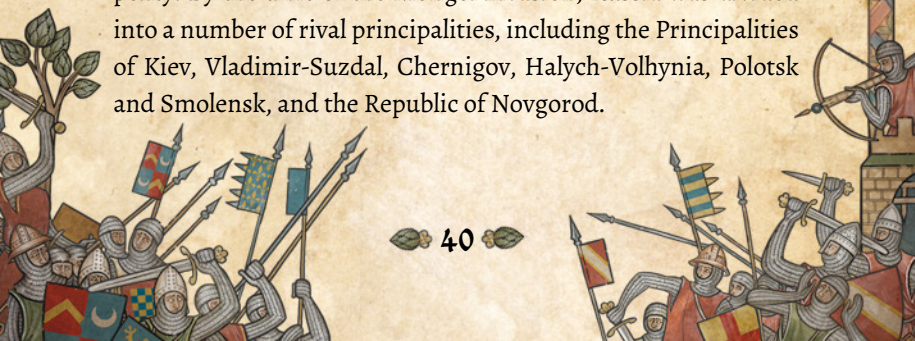 into a number of rival principalities, including the Principalities
of Kiev, Vladimir-Suzdal, Chernigov, Halych-Volhynia, Polotsk
and Smolensk, and the Republic of Novgorod.
40